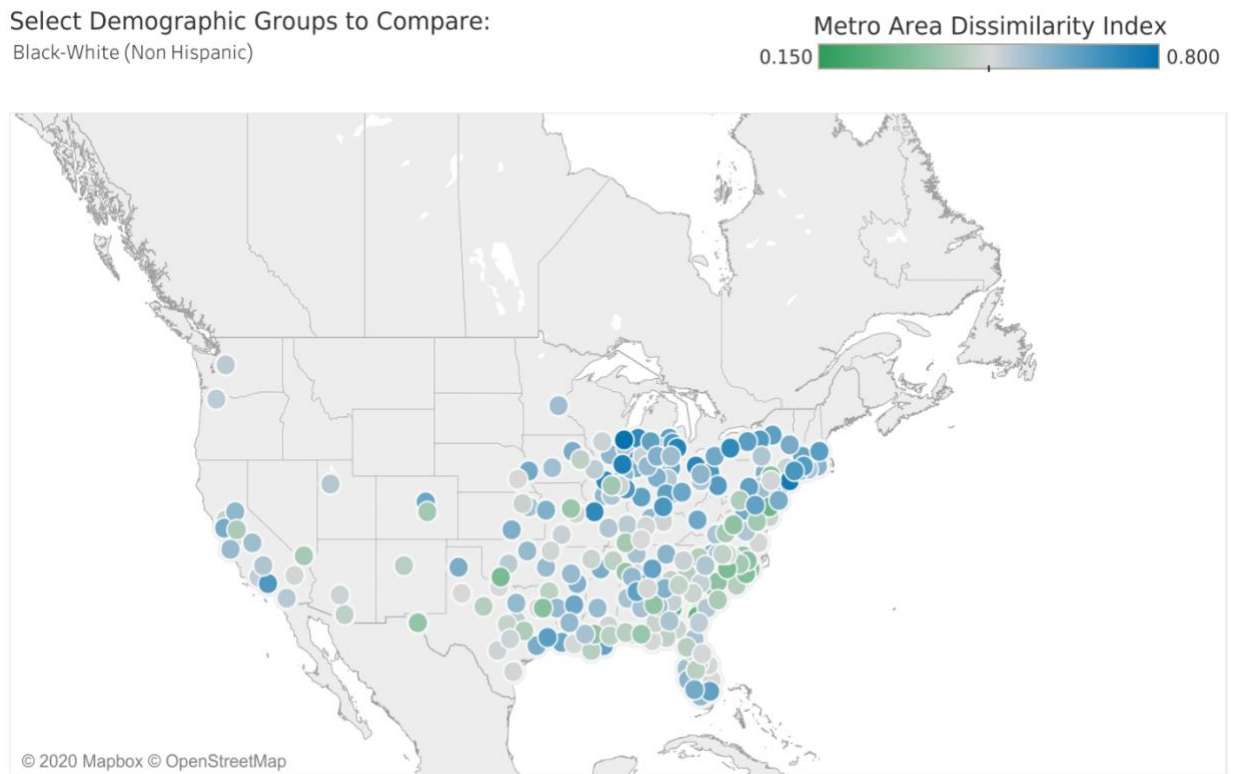 Select Demographic Groups to Compare:
Black-White (Non Hispanic)
Metro Area Dissimilarity Index
0.150 0.800
© 2020 Mapbox © OpenStreetMap